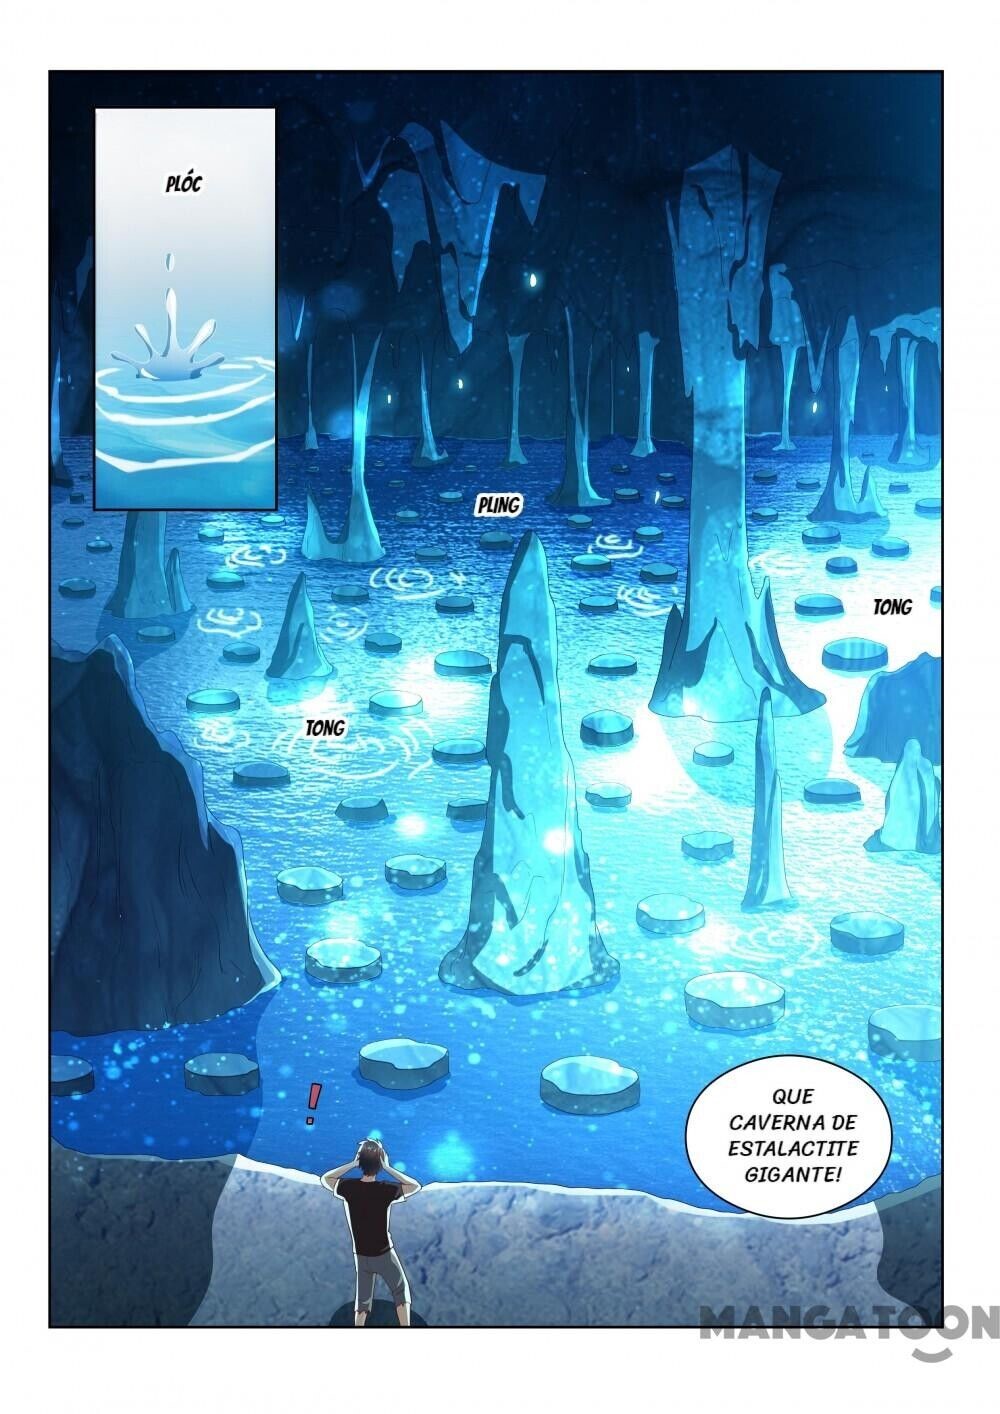 PLÓC
PLING
TONG
TONG
!
QUE
CAVERNA DE
ESTALACTITE
GIGANTE!
MANGATOON